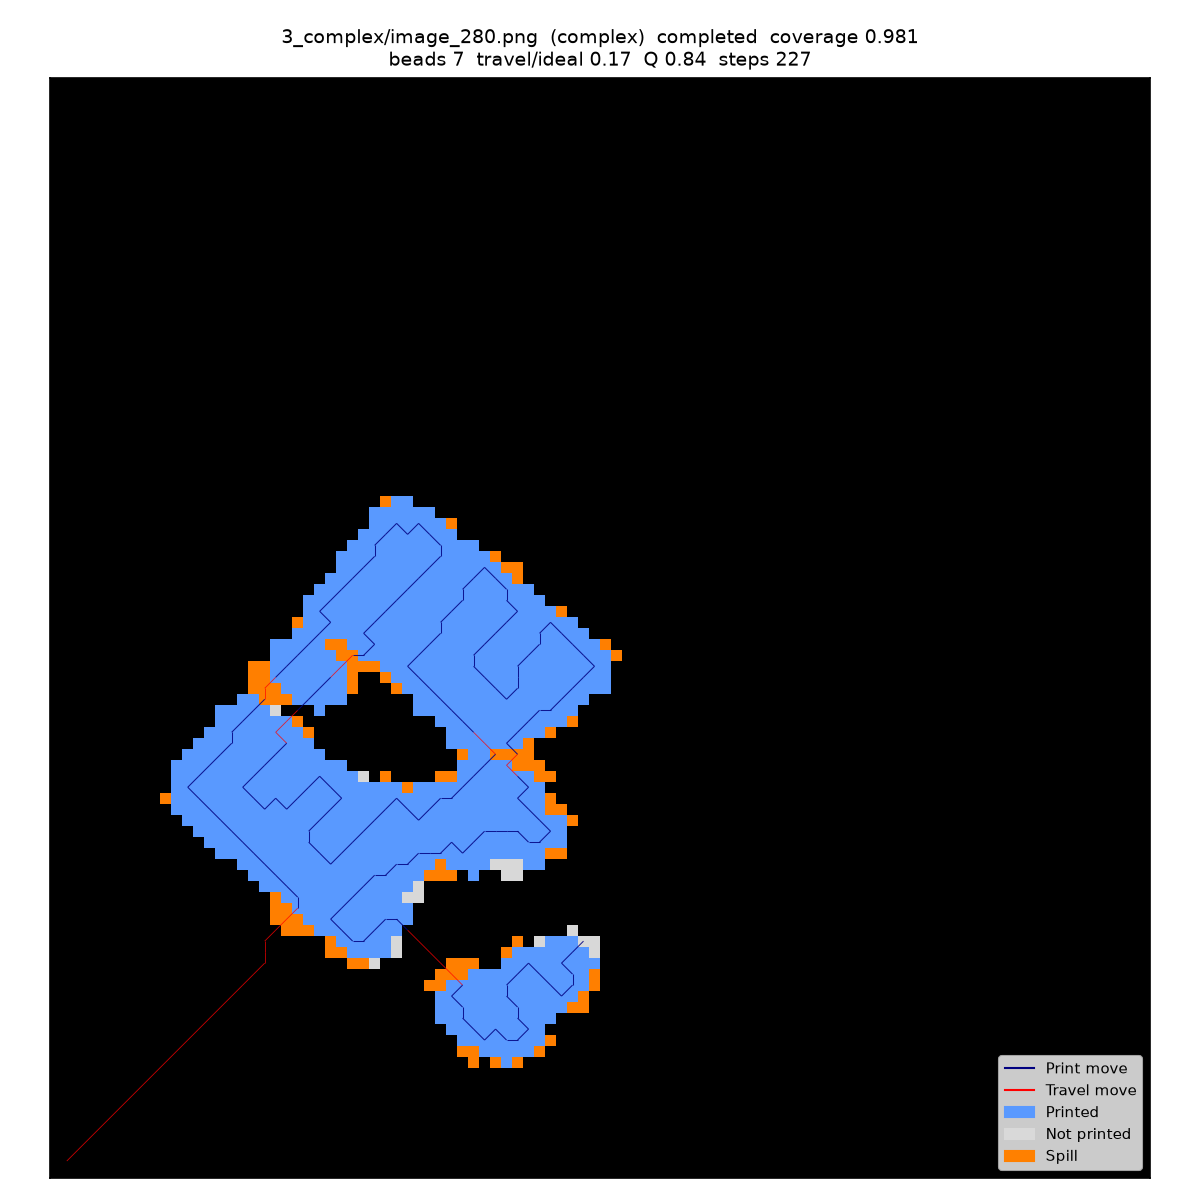 3_complex/image_280.png  (complex)  completed  coverage 0.981
beads 7  travel/ideal 0.17  Q 0.84  steps 227
Print move
Travel move
Printed
Not printed
Spill